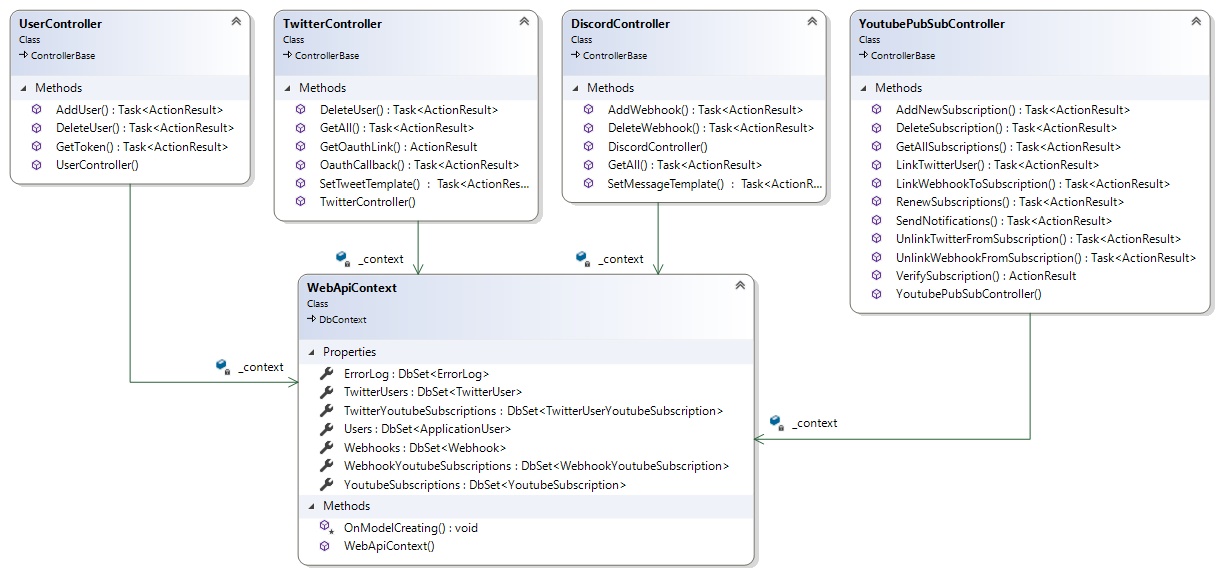 UserController
Class
ControllerBase
Methods
AddUser() : Task<ActionResult>
DeleteUser() : Task<ActionResult>
GetToken() : Task<ActionResult>
UserController()
TwitterController
Class
ControllerBase
Methods
DeleteUser() : Task<ActionResult>
GetAll() : Task<ActionResult>
GetOauthLink() : ActionResult
OauthCallback() : Task<ActionResult>
SetTweetTemplate() : Task<ActionRes...
TwitterController()
DiscordController
Class
ControllerBase
Methods
AddWebhook() : Task<ActionResult>
DeleteWebhook() : Task<ActionResult>
DiscordController()
GetAll() : Task<ActionResult>
SetMessageTemplate() : Task<ActionR...
YoutubePubSubController
Class
ControllerBase
Methods
AddNewSubscription() : Task<ActionResult>
DeleteSubscription() : Task<ActionResult>
GetAllSubscriptions() : Task<ActionResult>
LinkTwitterUser() : Task<ActionResult>
LinkWebhookToSubscription() : Task<ActionResult>
RenewSubscriptions() : Task<ActionResult>
SendNotifications() : Task<ActionResult>
UnlinkTwitterFromSubscription() : Task<ActionResult>
UnlinkWebhookFromSubscription() : Task<ActionResult>
VerifySubscription() : ActionResult
YoutubePubSubController()
_context
_context
_context
_context
WebApiContext
Class
DbContext
Properties
ErrorLog : DbSet<ErrorLog>
TwitterUsers : DbSet<TwitterUser>
TwitterYoutubeSubscriptions : DbSet<TwitterUserYoutubeSubscription>
Users : DbSet<ApplicationUser>
Webhooks : DbSet<Webhook>
WebhookYoutubeSubscriptions : DbSet<WebhookYoutubeSubscription>
YoutubeSubscriptions : DbSet<YoutubeSubscription>
Methods
OnModelCreating() : void
WebApiContext()